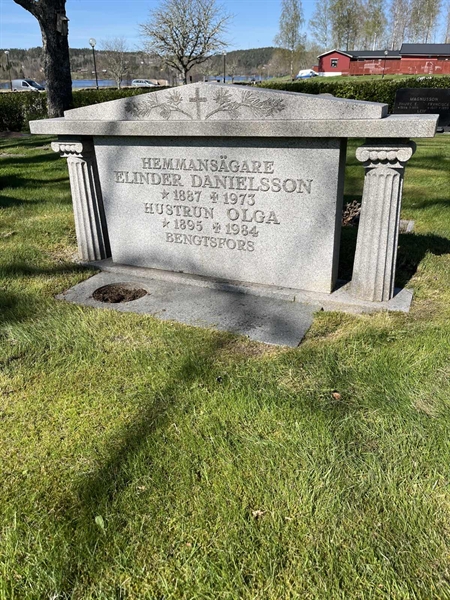 HEMMANSÄGARE
ELINDER DANIELSSON
* 1887 ✝ 1973
HUSTRUN OLGA
* 1895 ✝ 1984
BENGTSFORS